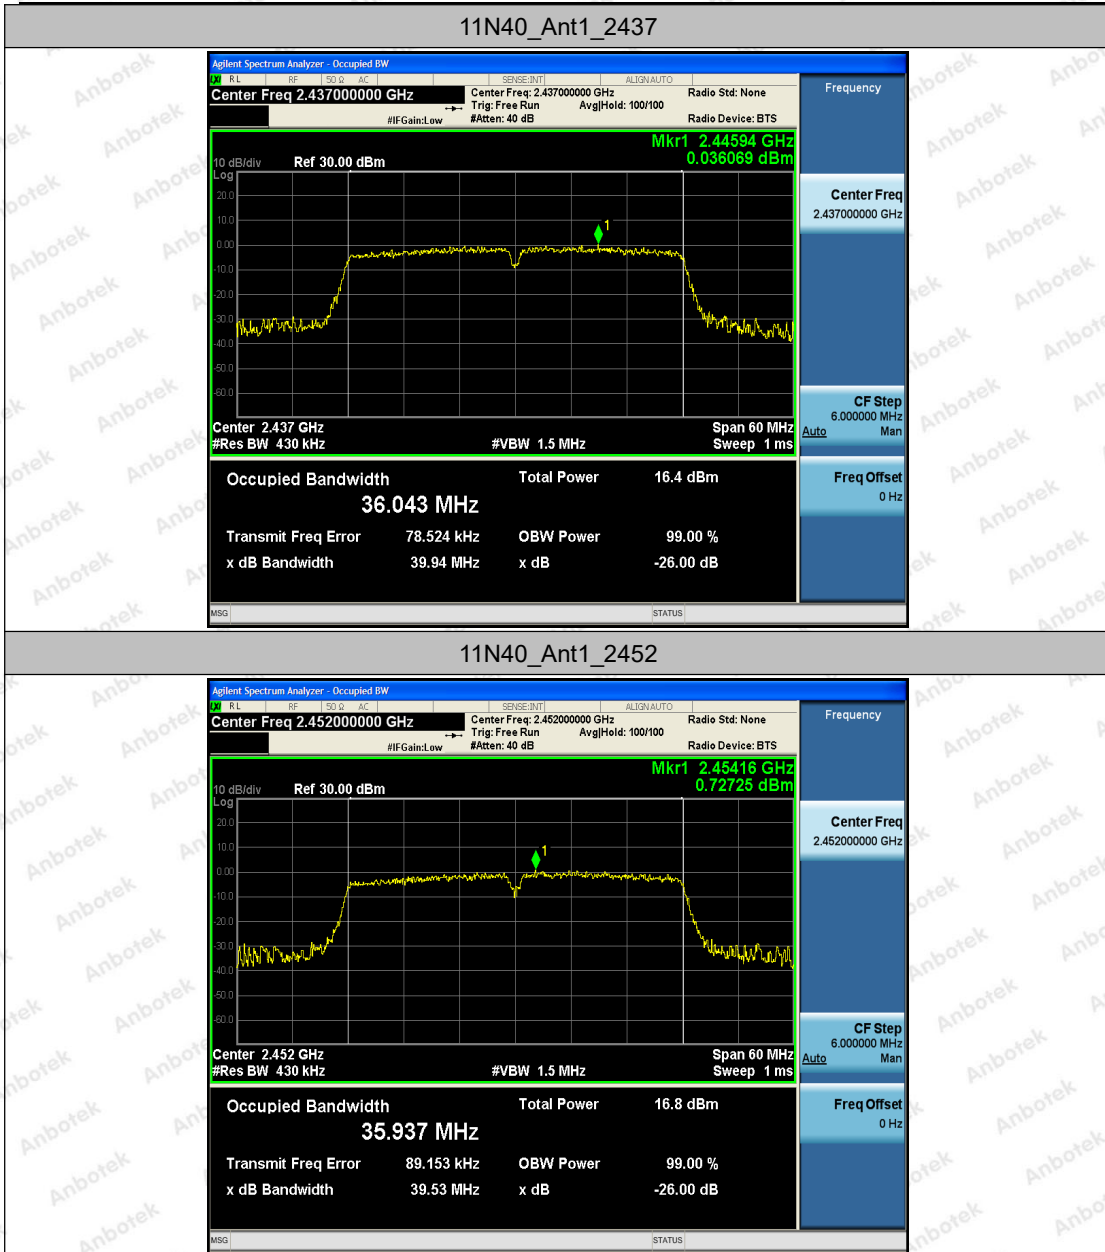 11N40_Ant1_2437
Agilent Spectrum Analyzer - Occupied BW
LXI RL RF 50 Ω AC SENSE:INT ALIGNAUTO
Center Freq 2.437000000 GHz
Center Freq: 2.437000000 GHz
Radio Std: None
Trig: Free Run Avg|Hold: 100/100
#IFGain:Low #Atten: 40 dB Radio Device: BTS
Frequency
Mkr1 2.44594 GHz
0.036069 dBm
10 dB/div Ref 30.00 dBm
Log
20.0
10.0
0.00
-10.0
-20.0
-30.0
-40.0
-50.0
-60.0
1
Center 2.437 GHz Span 60 MHz
#Res BW 430 kHz #VBW 1.5 MHz Sweep 1 ms
Center Freq
2.437000000 GHz
CF Step
6.000000 MHz
Auto Man
Freq Offset
0 Hz
Occupied Bandwidth Total Power 16.4 dBm
36.043 MHz
Transmit Freq Error 78.524 kHz OBW Power 99.00 %
x dB Bandwidth 39.94 MHz x dB -26.00 dB
MSG STATUS
11N40_Ant1_2452
Agilent Spectrum Analyzer - Occupied BW
LXI RL RF 50 Ω AC SENSE:INT ALIGNAUTO
Center Freq 2.452000000 GHz
Center Freq: 2.452000000 GHz
Radio Std: None
Trig: Free Run Avg|Hold: 100/100
#IFGain:Low #Atten: 40 dB Radio Device: BTS
Frequency
Mkr1 2.45416 GHz
0.72725 dBm
10 dB/div Ref 30.00 dBm
Log
20.0
10.0
0.00
-10.0
-20.0
-30.0
-40.0
-50.0
-60.0
1
Center 2.452 GHz Span 60 MHz
#Res BW 430 kHz #VBW 1.5 MHz Sweep 1 ms
Center Freq
2.452000000 GHz
CF Step
6.000000 MHz
Auto Man
Freq Offset
0 Hz
Occupied Bandwidth Total Power 16.8 dBm
35.937 MHz
Transmit Freq Error 89.153 kHz OBW Power 99.00 %
x dB Bandwidth 39.53 MHz x dB -26.00 dB
MSG STATUS
Anbotek